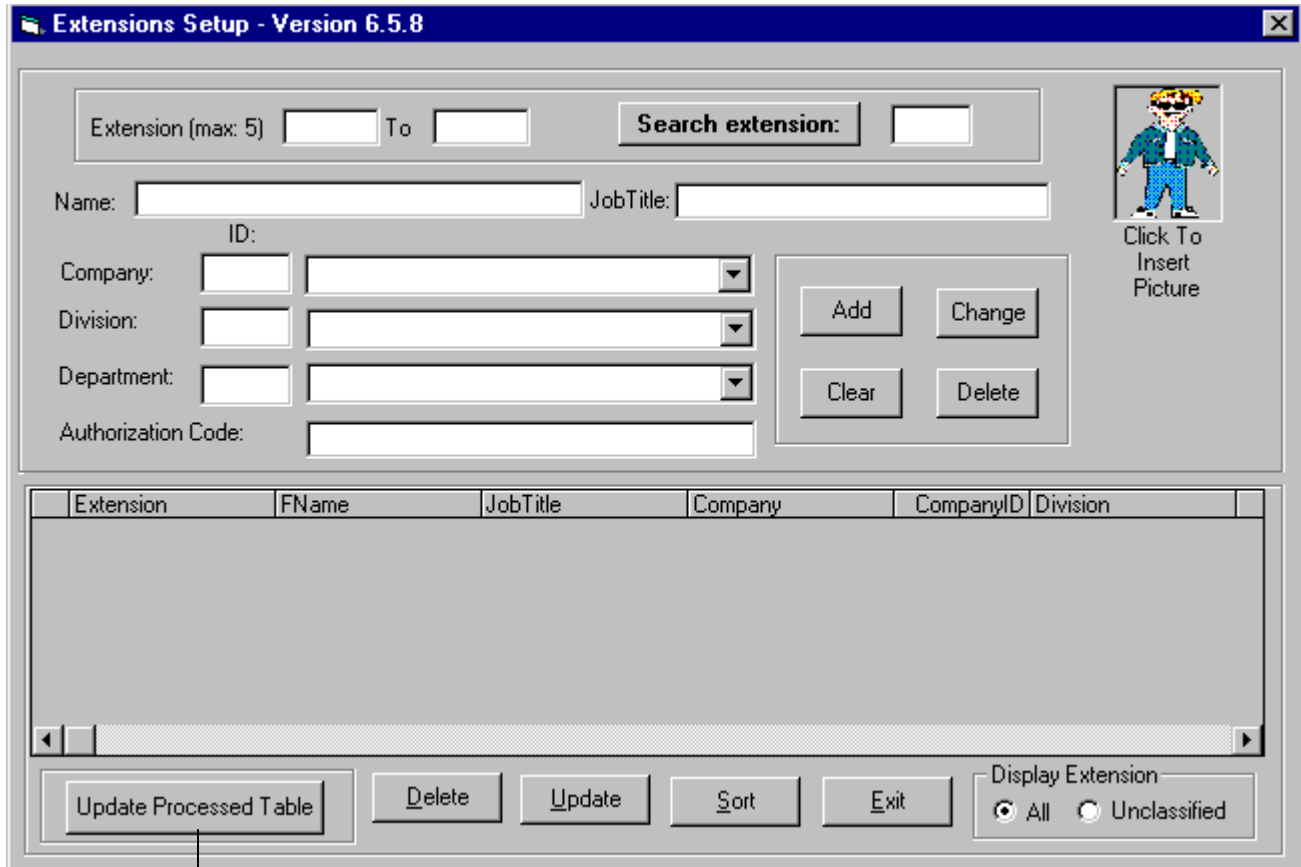 Extensions Setup - Version 6.5.8
Extension (max: 5) To Search extension:
Name: JobTitle:
Click To
Insert
Picture
ID:
Company:
Division:
Department:
Authorization Code:
Add Change
Clear Delete
Extension FName JobTitle Company CompanyID Division
Update Processed Table Delete Update Sort Exit
Display Extension
All Unclassified